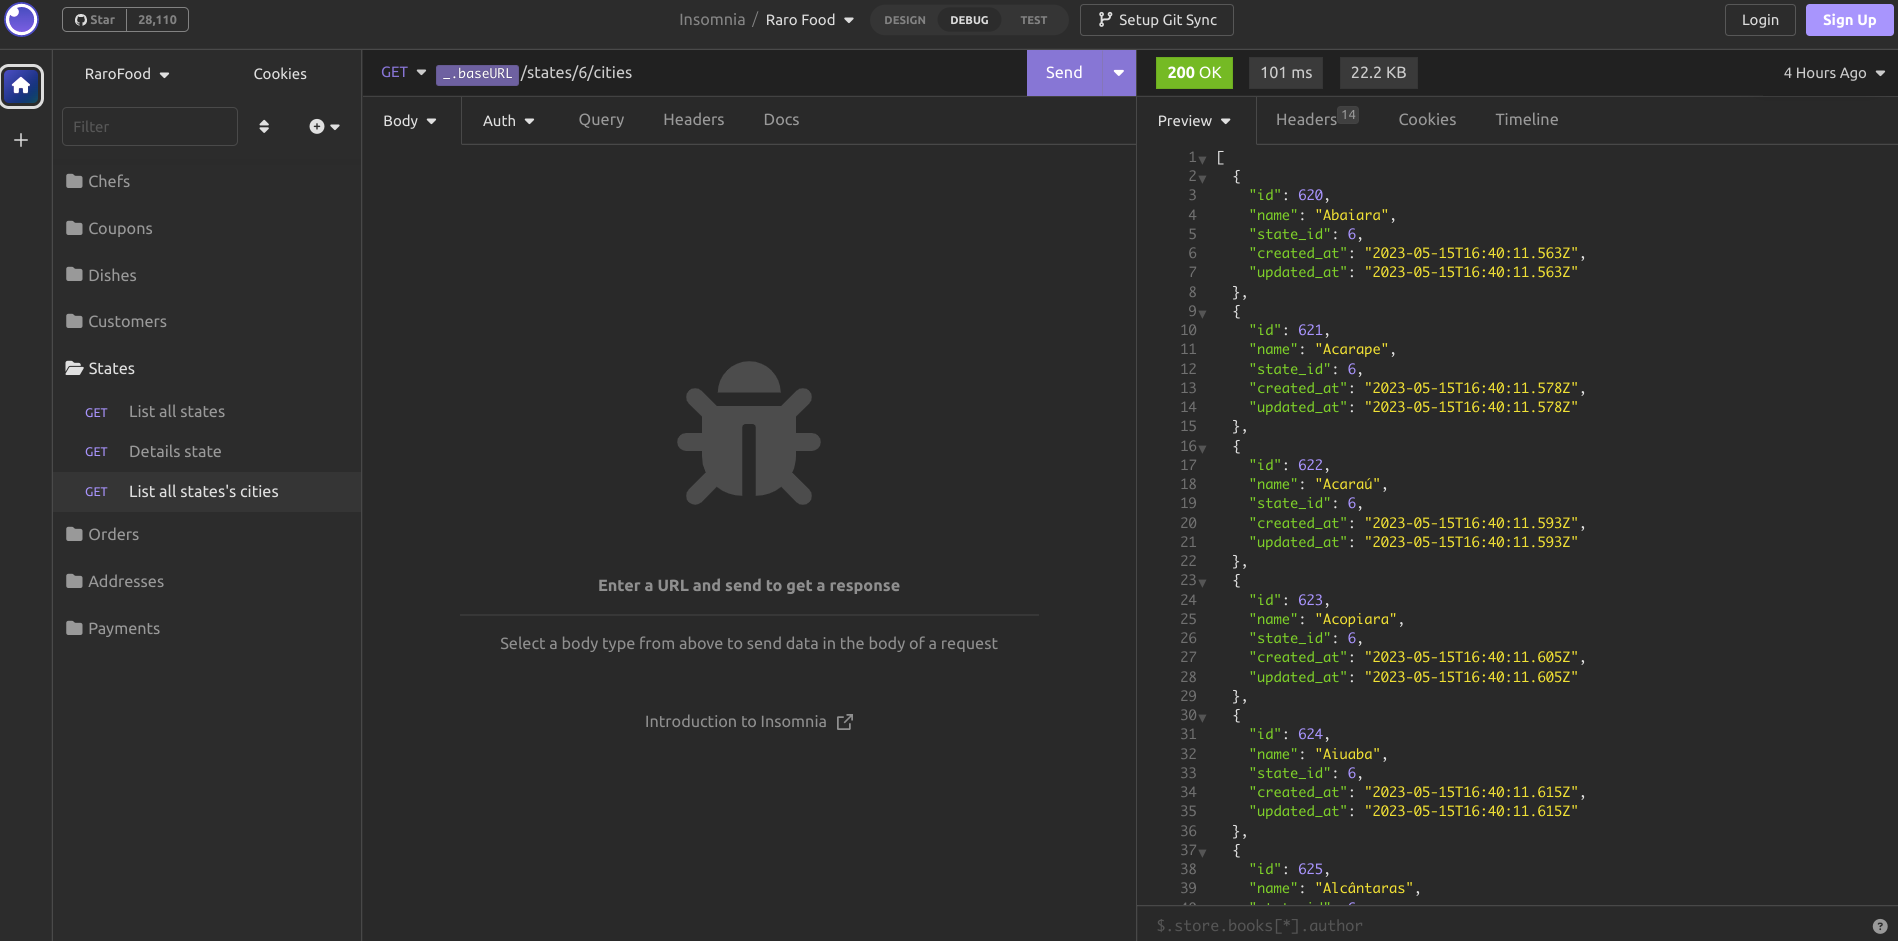 Star 28,110
Insomnia / Raro Food
DESIGN DEBUG TEST
Setup Git Sync
Login
Sign Up
RaroFood
Cookies
Filter
Chefs
Coupons
Dishes
Customers
States
GET List all states
GET Details state
GET List all states's cities
Orders
Addresses
Payments
GET _.baseURL/states/6/cities
Send
Body Auth Query Headers Docs
Enter a URL and send to get a response
Select a body type from above to send data in the body of a request
Introduction to Insomnia
200 OK 101 ms 22.2 KB 4 Hours Ago
Preview Headers 14 Cookies Timeline
1 [
2 {
3 "id": 620,
4 "name": "Abaiara",
5 "state_id": 6,
6 "created_at": "2023-05-15T16:40:11.563Z",
7 "updated_at": "2023-05-15T16:40:11.563Z"
8 },
9 {
10 "id": 621,
11 "name": "Acarape",
12 "state_id": 6,
13 "created_at": "2023-05-15T16:40:11.578Z",
14 "updated_at": "2023-05-15T16:40:11.578Z"
15 },
16 {
17 "id": 622,
18 "name": "Acaraú",
19 "state_id": 6,
20 "created_at": "2023-05-15T16:40:11.593Z",
21 "updated_at": "2023-05-15T16:40:11.593Z"
22 },
23 {
24 "id": 623,
25 "name": "Acopiara",
26 "state_id": 6,
27 "created_at": "2023-05-15T16:40:11.605Z",
28 "updated_at": "2023-05-15T16:40:11.605Z"
29 },
30 {
31 "id": 624,
32 "name": "Aiuaba",
33 "state_id": 6,
34 "created_at": "2023-05-15T16:40:11.615Z",
35 "updated_at": "2023-05-15T16:40:11.615Z"
36 },
37 {
38 "id": 625,
39 "name": "Alcântaras",
$.store.books[*].author